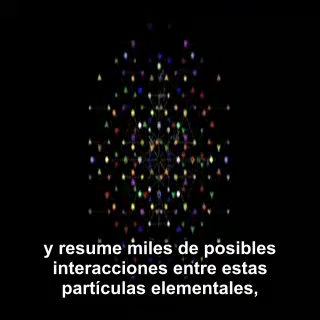 y resume miles de posibles
interacciones entre estas
partículas elementales,